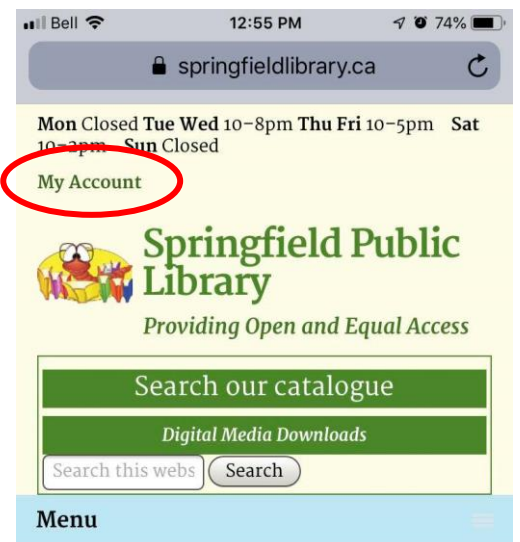 Bell 12:55 PM 74%
springfieldlibrary.ca
Mon Closed Tue Wed 10–8pm Thu Fri 10–5pm Sat
10–2pm Sun Closed
My Account
Springfield Public
Library
Providing Open and Equal Access
Search our catalogue
Digital Media Downloads
Search this webs Search
Menu